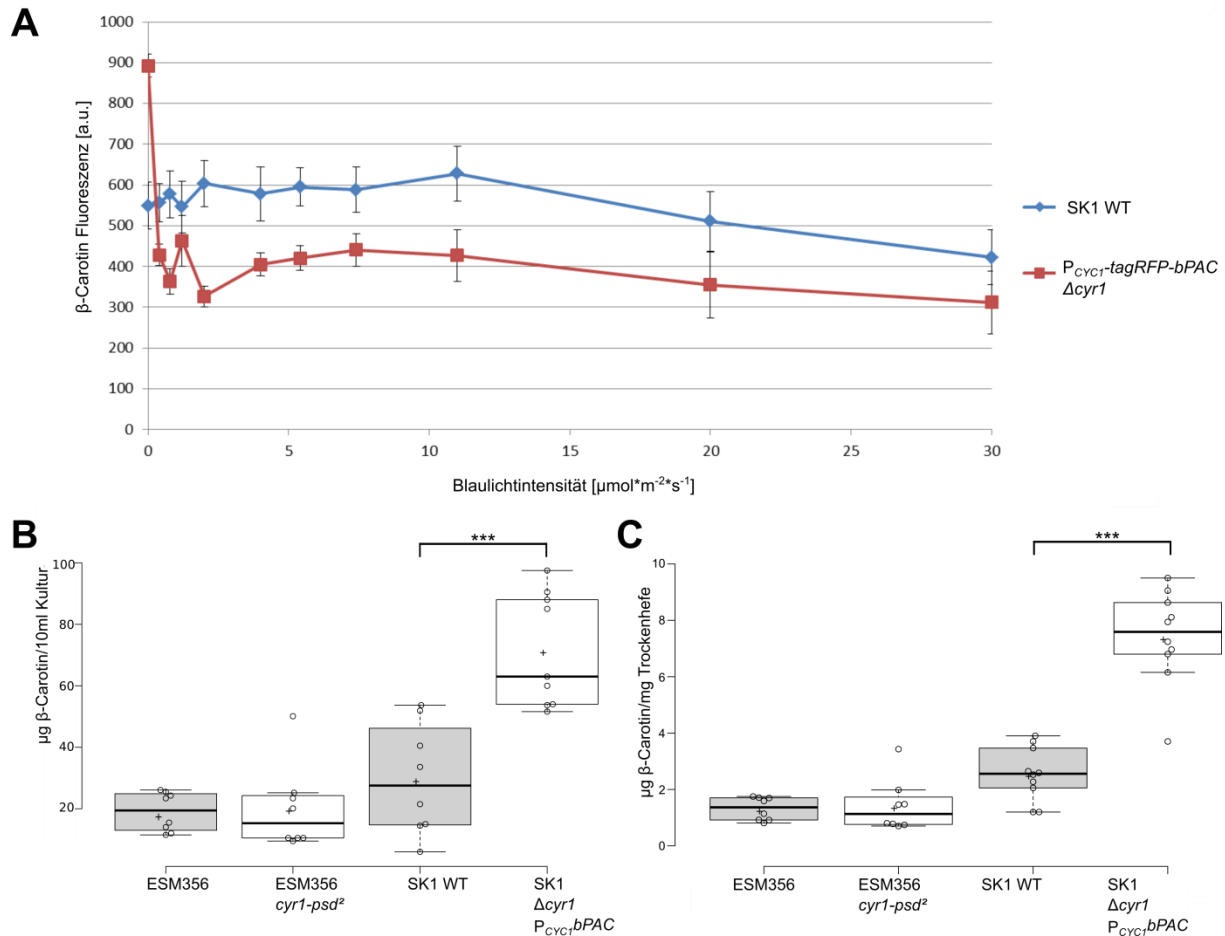 A
1000
900
800
700
600
500
400
300
200
100
0
β-Carotin Fluoreszenz [a.u.]
0 5 10 15 20 25 30
Blaulichtintensität [µmol*m⁻²*s⁻¹]
SK1 WT
P_CYC1-tagRFP-bPAC
Δcyr1
B
***
100
80
60
40
20
µg β-Carotin/10ml Kultur
ESM356
ESM356
cyr1-psd²
SK1 WT
SK1
Δcyr1
P_CYC1bPAC
C
***
8
6
4
2
0
µg β-Carotin/mg Trockenhefe
ESM356
ESM356
cyr1-psd²
SK1 WT
SK1
Δcyr1
P_CYC1bPAC